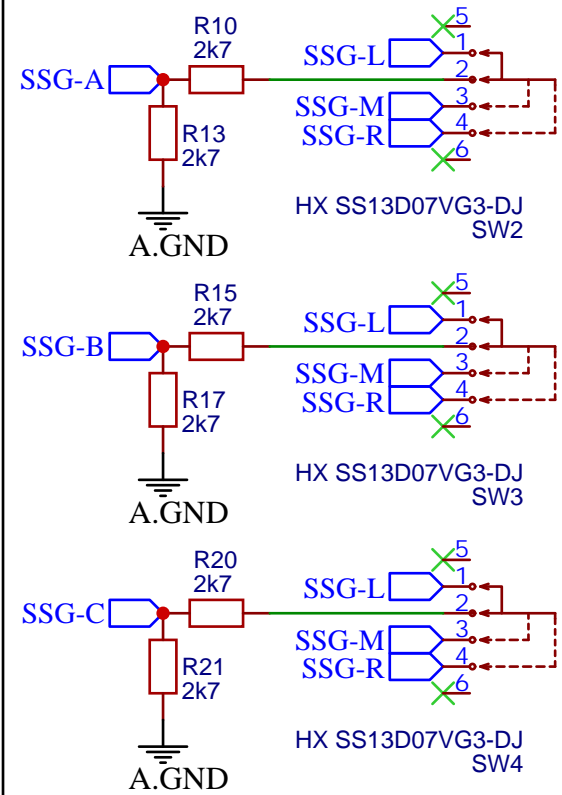 R10
2k7
5
SSG-L
1
SSG-A
2
SSG-M
3
R13
2k7
SSG-R
4
6
HX SS13D07VG3-DJ
SW2
A.GND
R15
2k7
5
SSG-L
1
SSG-B
2
SSG-M
3
R17
2k7
SSG-R
4
6
HX SS13D07VG3-DJ
SW3
A.GND
R20
2k7
5
SSG-L
1
SSG-C
2
SSG-M
3
R21
2k7
SSG-R
4
6
HX SS13D07VG3-DJ
SW4
A.GND